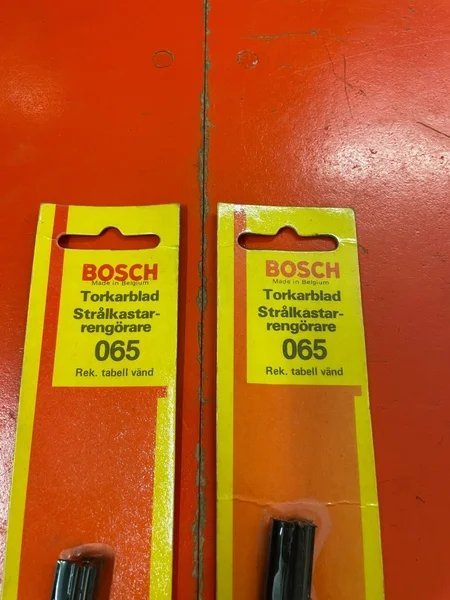 BOSCH
Made in Belgium
Torkarblad
Strålkastar-
rengörare
065
Rek. tabell vänd
BOSCH
Made in Belgium
Torkarblad
Strålkastar-
rengörare
065
Rek. tabell vänd